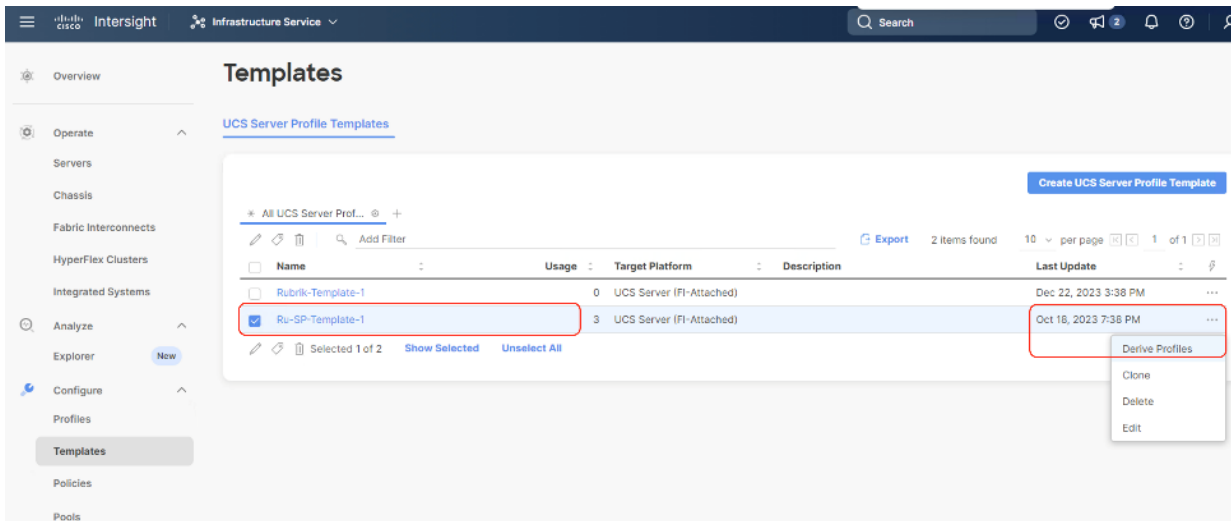 cisco Intersight Infrastructure Service Search 2
Templates
Overview
UCS Server Profile Templates
Operate
Servers
Create UCS Server Profile Template
Chassis
All UCS Server Prof... +
Fabric Interconnects
Add Filter Export 2 items found 10 per page 1 of 1
HyperFlex Clusters
Name Usage Target Platform Description Last Update
Integrated Systems
Rubrik-Template-1 0 UCS Server (FI-Attached) Dec 22, 2023 3:38 PM ...
Analyze
Ru-SP-Template-1 3 UCS Server (FI-Attached) Oct 18, 2023 7:38 PM ...
Selected 1 of 2 Show Selected Unselect All
Derive Profiles
Explorer New
Clone
Configure
Delete
Profiles
Edit
Templates
Policies
Pools